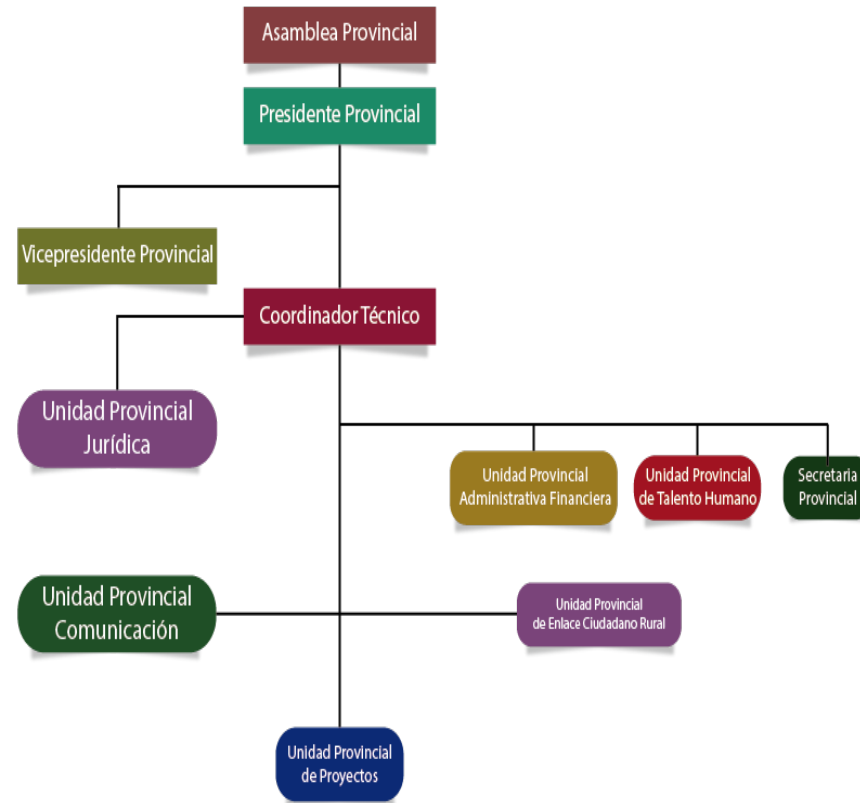 Asamblea Provincial
Presidente Provincial
Vicepresidente Provincial
Coordinador Técnico
Unidad Provincial
Jurídica
Unidad Provincial
Administrativa Financiera
Unidad Provincial
de Talento Humano
Secretaria
Provincial
Unidad Provincial
Comunicación
Unidad Provincial
de Enlace Ciudadano Rural
Unidad Provincial
de Proyectos